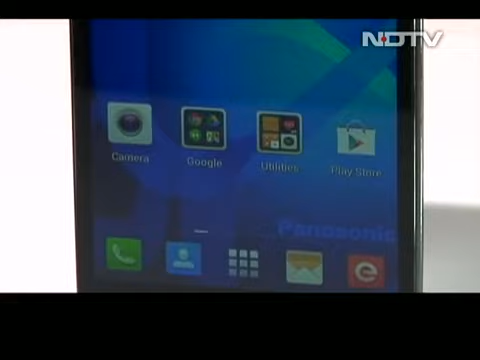 NDTV
Camera
Google
Utilities
Play Store
Panasonic